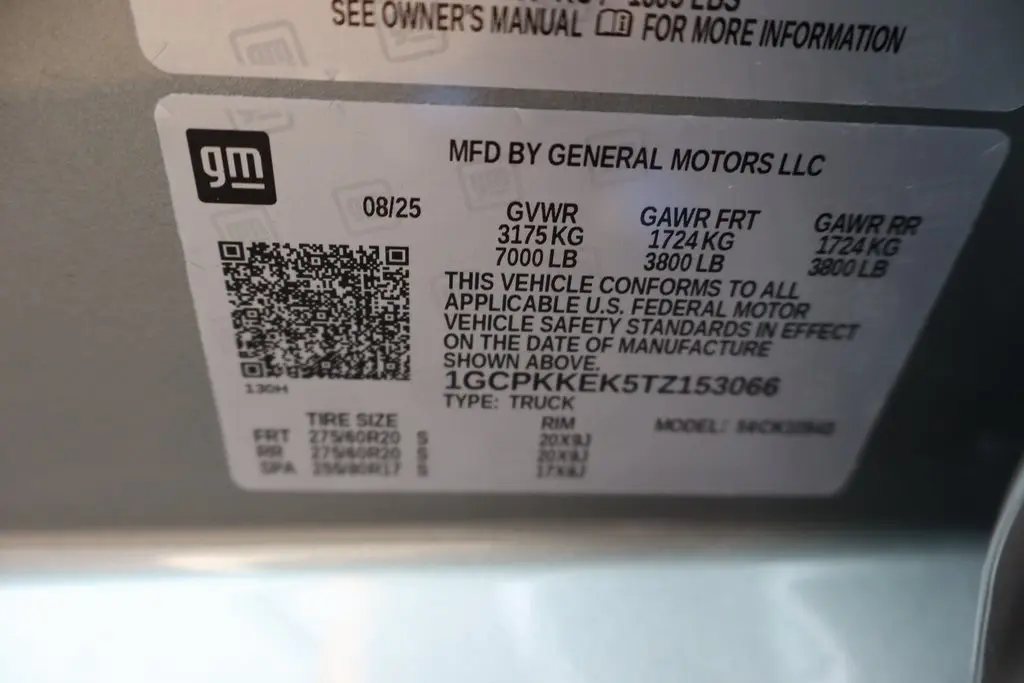 SEE OWNER'S MANUAL FOR MORE INFORMATION
gm
MFD BY GENERAL MOTORS LLC
08/25
GVWR GAWR FRT GAWR RR
3175 KG 1724 KG 1724 KG
7000 LB 3800 LB 3800 LB
THIS VEHICLE CONFORMS TO ALL
APPLICABLE U.S. FEDERAL MOTOR
VEHICLE SAFETY STANDARDS IN EFFECT
ON THE DATE OF MANUFACTURE
SHOWN ABOVE.
1GCPKKEK5TZ153066
130H
TYPE: TRUCK
TIRE SIZE RIM MODEL:
FRT 275/60R20 S 20X9J
RR 275/60R20 S 20X9J
SPA 255/80R17 S 17X8J